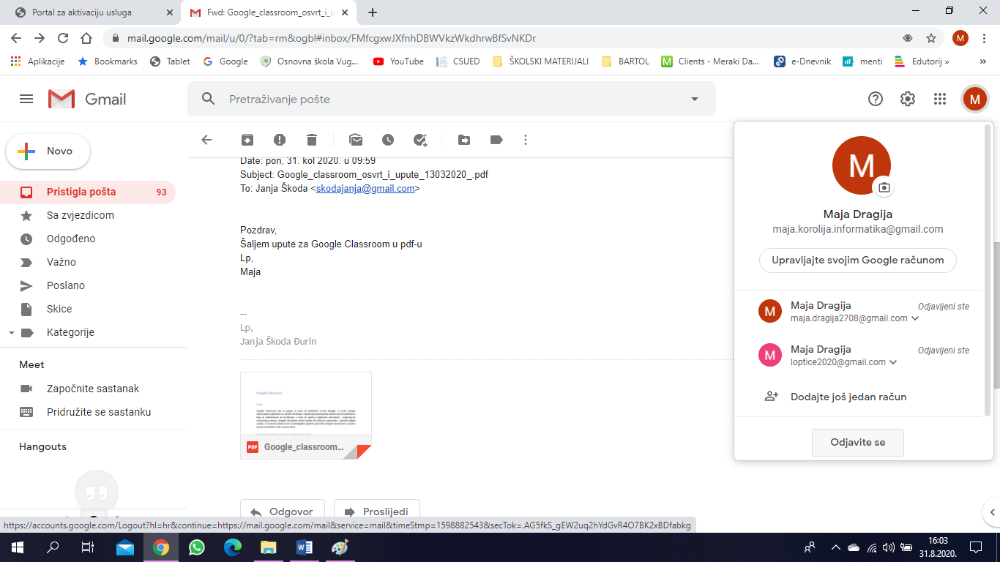 Portal za aktivaciju usluga
Fwd: Google_classroom_osvrt_i_u
mail.google.com/mail/u/0/?tab=rm&ogbl#inbox/FMfcgxwJXfnhDBWVkzWkdhrwBfSvNKDr
M
Aplikacije
Bookmarks
Tablet
Google
Osnovna škola Vug...
YouTube
CSUED
ŠKOLSKI MATERIJALI
BARTOL
Clients - Meraki Da...
e-Dnevnik
menti
Edutorij »
»
Gmail
Pretraživanje pošte
M
Novo
Pristigla pošta 93
Sa zvjezdicom
Odgođeno
Važno
Poslano
Skice
Kategorije
Meet
Započnite sastanak
Pridružite se sastanku
Hangouts
Date: pon, 31. kol 2020. u 09:59
Subject: Google_classroom_osvrt_i_upute_13032020_.pdf
To: Janja Škoda <skodajanja@gmail.com>
Pozdrav,
Šaljem upute za Google Classroom u pdf-u
Lp,
Maja
--
Lp,
Janja Škoda Đurin
Google Classroom
PDF Google_classroom...
Odgovor
Proslijedi
M
Maja Dragija
maja.korolija.informatika@gmail.com
Upravljajte svojim Google računom
M
Maja Dragija
Odjavljeni ste
maja.dragija2708@gmail.com
M
Maja Dragija
Odjavljeni ste
loptice2020@gmail.com
Dodajte još jedan račun
Odjavite se
https://accounts.google.com/Logout?hl=hr&continue=https://mail.google.com/mail&service=mail&timeStmp=1598882543&secTok=.AG5fkS_gEW2uq2hYdGvR4O7BK2xBDfabkg
16:03
31.8.2020.